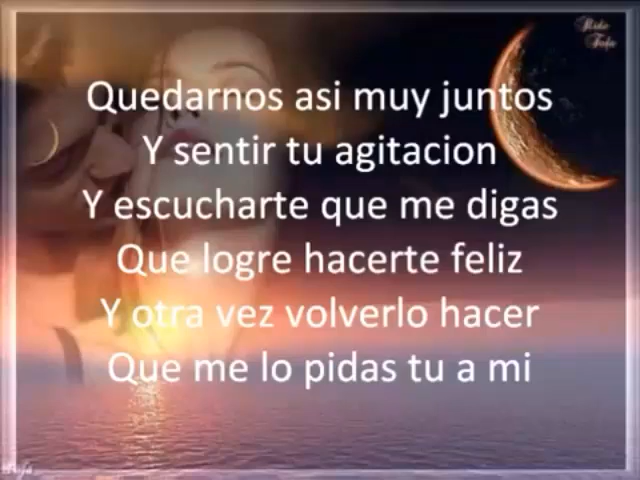 Quedarnos asi muy juntos
Y sentir tu agitacion
Y escucharte que me digas
Que logre hacerte feliz
Y otra vez volverlo hacer
Que me lo pidas tu a mi